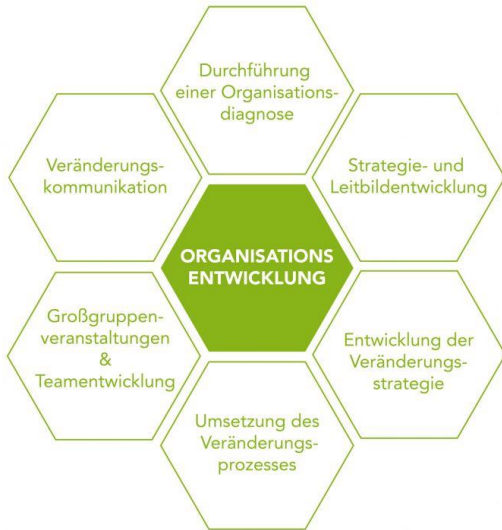 Durchführung
einer Organisations-
diagnose
Veränderungs-
kommunikation
Strategie- und
Leitbildentwicklung
ORGANISATIONS
ENTWICKLUNG
Großgruppen-
veranstaltungen
&
Teamentwicklung
Entwicklung der
Veränderungs-
strategie
Umsetzung des
Veränderungs-
prozesses